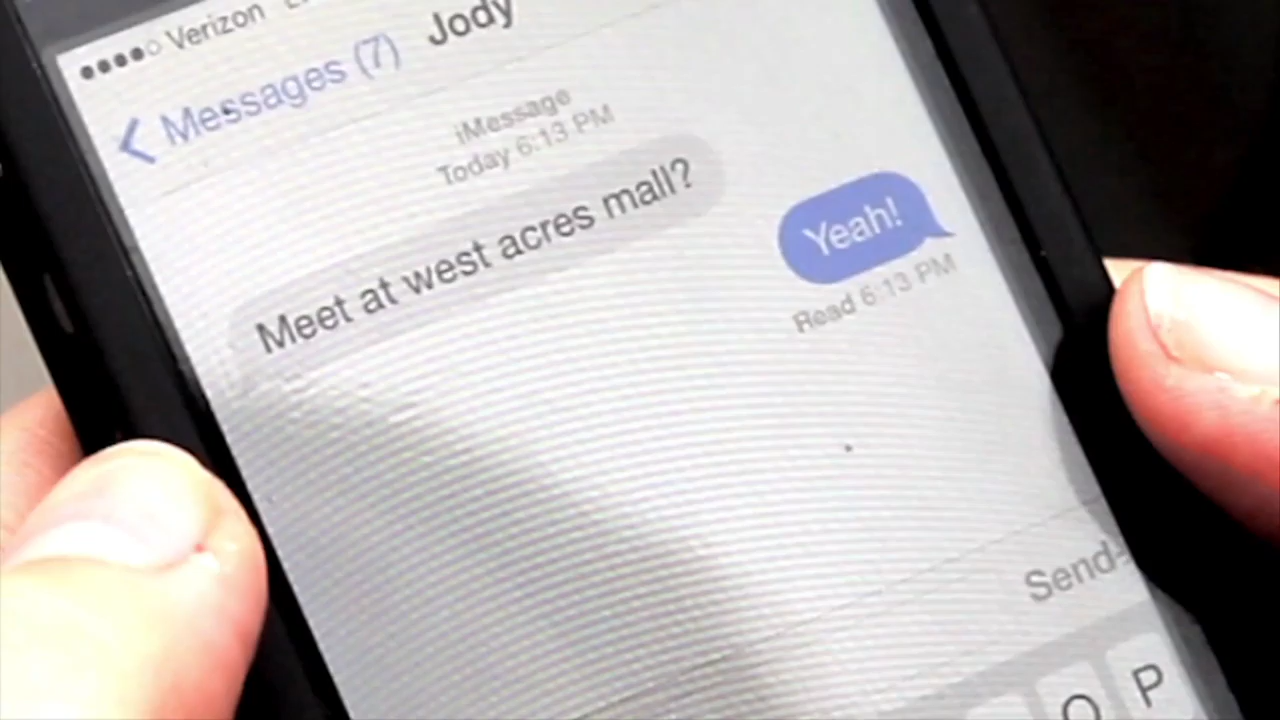 Verizon
Messages (7) Jody
iMessage
Today 6:13 PM
Meet at west acres mall?
Yeah!
Read 6:13 PM
Send
O P